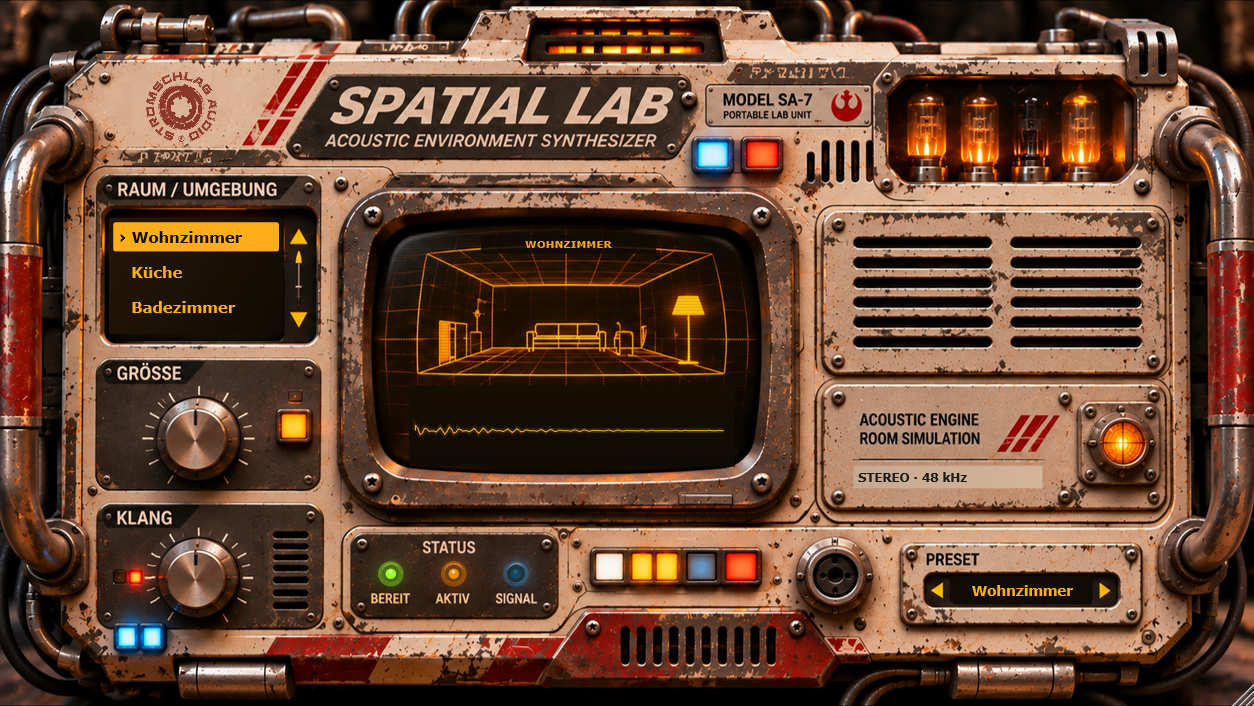 STROMSCHLAG AUDIO
SPATIAL LAB
ACOUSTIC ENVIRONMENT SYNTHESIZER
MODEL SA-7
PORTABLE LAB UNIT
RAUM / UMGEBUNG
› Wohnzimmer
Küche
Badezimmer
WOHNZIMMER
GRÖSSE
ACOUSTIC ENGINE
ROOM SIMULATION
STEREO · 48 kHz
KLANG
STATUS
BEREIT AKTIV SIGNAL
PRESET
Wohnzimmer